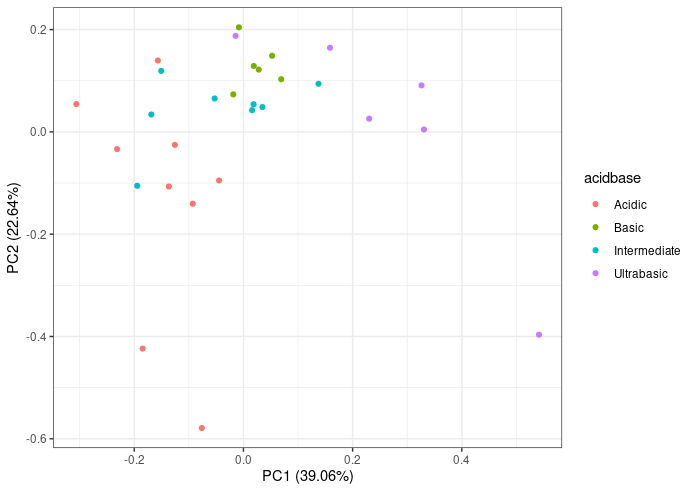 0.2
0.0
-0.2
-0.4
-0.6
PC2 (22.64%)
-0.2
0.0
0.2
0.4
PC1 (39.06%)
acidbase
Acidic
Basic
Intermediate
Ultrabasic